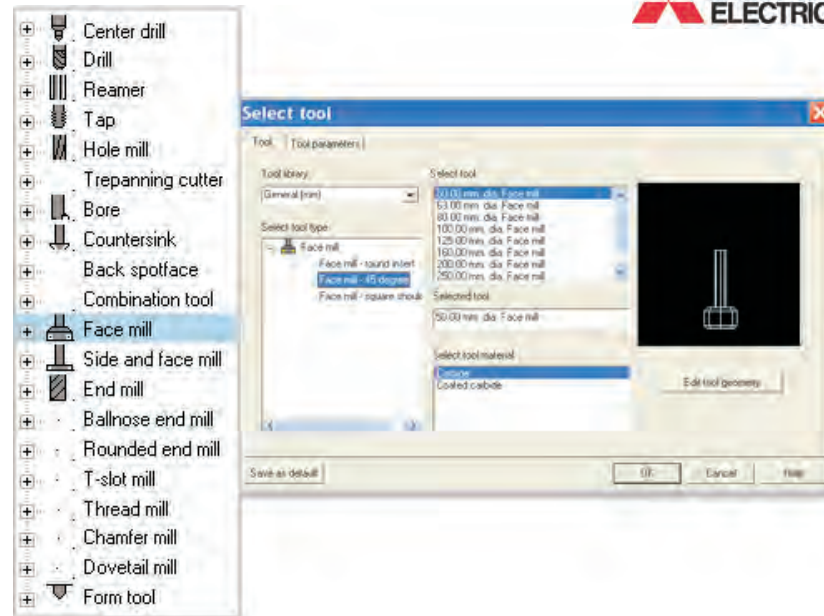 ELECTRIC
Center drill
Drill
Reamer
Tap
Hole mill
Trepanning cutter
Bore
Countersink
Back spotface
Combination tool
Face mill
Side and face mill
End mill
Ballnose end mill
Rounded end mill
T-slot mill
Thread mill
Chamfer mill
Dovetail mill
Form tool
Select tool
Tool
Tool parameters
Tool library
General (mm)
Select tool type
Face mill
Face mill - round insert
Face mill - 45 degree
Face mill - square should
Select tool
50.00 mm. dia. Face mill
63.00 mm. dia. Face mill
80.00 mm. dia. Face mill
100.00 mm. dia. Face mill
125.00 mm. dia. Face mill
160.00 mm. dia. Face mill
200.00 mm. dia. Face mill
250.00 mm. dia. Face mill
Selected tool
50.00 mm. dia. Face mill
Select tool material
Carbide
Coated carbide
Edit tool geometry
Save as default
OK
Cancel
Help